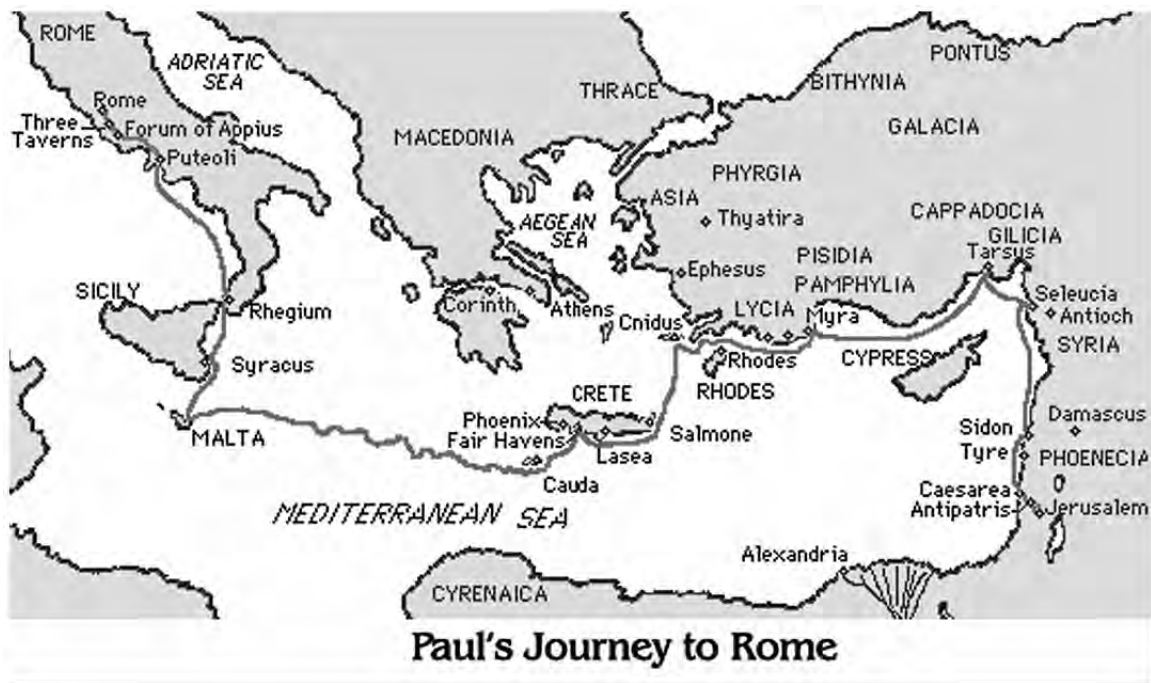 ROME
ADRIATIC
SEA
PONTUS
BITHYNIA
THRACE
Rome
Three
Taverns
Forum of Appius
Puteoli
MACEDONIA
GALACIA
PHYRGIA
ASIA
Thyatira
AEGEAN
SEA
CAPPADOCIA
GILICIA
Tarsus
PISIDIA
PAMPHYLIA
Ephesus
SICILY
Rhegium
Corinth
Athens
LYCIA
Myra
Cnidus
Seleucia
Antioch
SYRIA
Syracus
Rhodes
RHODES
CYPRESS
CRETE
MALTA
Phoenix
Fair Havens
Lasea
Salmone
Cauda
Sidon
Tyre
Damascus
PHOENECIA
Caesarea
Antipatris
Jerusalem
MEDITERRANEAN SEA
Alexandria
CYRENAICA
Paul's Journey to Rome